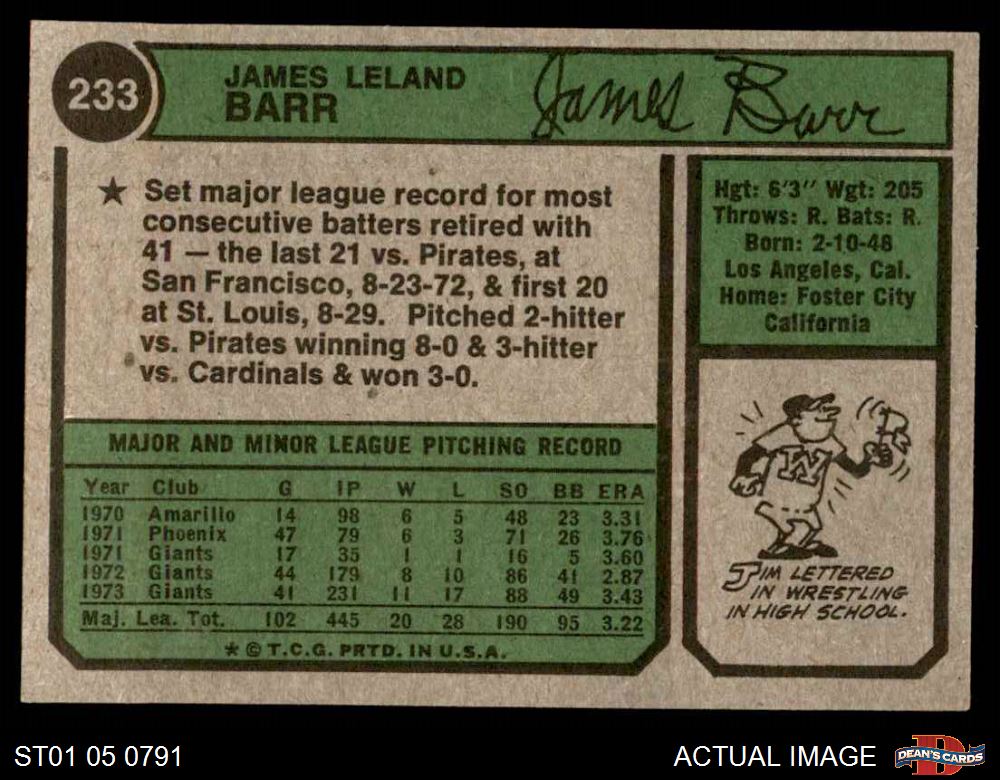 233
JAMES LELAND
BARR
James Barr
★ Set major league record for most
consecutive batters retired with
41 — the last 21 vs. Pirates, at
San Francisco, 8-23-72, & first 20
at St. Louis, 8-29. Pitched 2-hitter
vs. Pirates winning 8-0 & 3-hitter
vs. Cardinals & won 3-0.
Hgt: 6'3" Wgt: 205
Throws: R. Bats: R.
Born: 2-10-48
Los Angeles, Cal.
Home: Foster City
California
MAJOR AND MINOR LEAGUE PITCHING RECORD
Year Club G IP W L SO BB ERA
1970 Amarillo 14 98 6 5 48 23 3.31
1971 Phoenix 47 79 6 3 71 26 3.76
1971 Giants 17 35 1 1 16 5 3.60
1972 Giants 44 179 8 10 86 41 2.87
1973 Giants 41 231 11 17 88 49 3.43
Maj. Lea. Tot. 102 445 20 28 190 95 3.22
★ © T.C.G. PRTD. IN U.S.A.
W
JIM LETTERED
IN WRESTLING
IN HIGH SCHOOL.
ST01 05 0791
ACTUAL IMAGE
D
DEAN'S CARDS